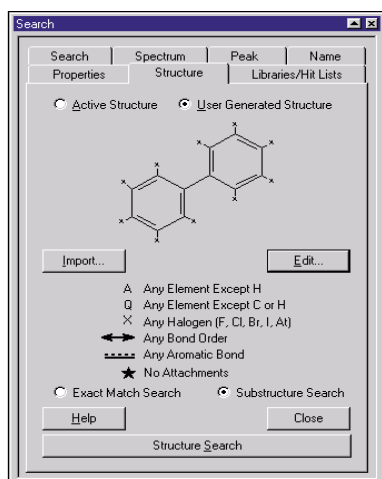 Search
Search Spectrum Peak Name
Properties Structure Libraries/Hit Lists
Active Structure User Generated Structure
x x
x x
x x
x x
x x
Import... Edit...
A Any Element Except H
Q Any Element Except C or H
X Any Halogen (F, Cl, Br, I, At)
Any Bond Order
Any Aromatic Bond
No Attachments
Exact Match Search Substructure Search
Help Close
Structure Search